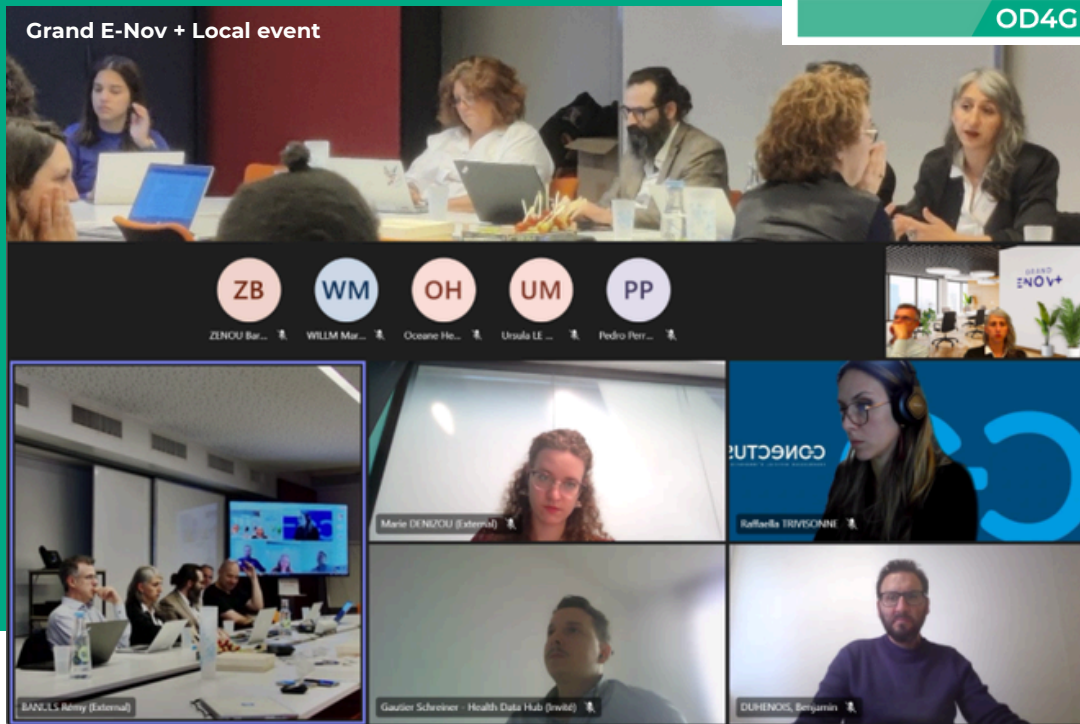 Grand E-Nov + Local event
OD4G
ZB
WM
OH
UM
PP
ZENOU Bar...
WILLM Mar...
Oceane He...
Ursula LE ...
Pedro Perr...
GRAND
ENOV+
CONECTUS
Marie DENIZOU (External)
Raffaella TRIVISONNE
BANULS Rémy (External)
Gautier Schreiner - Health Data Hub (Invité)
DUHENOIS, Benjamin